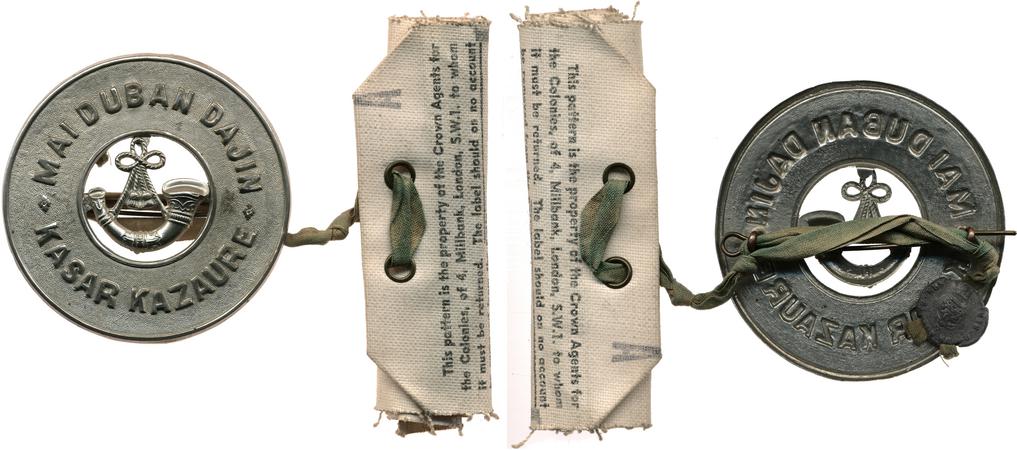 MAI DUBAN DAJIN
KASAR KAZAURE
This pattern is the property of the Crown Agents for
the Colonies, of 4, Millbank, London, S.W.1. to whom
it must be returned. The label should on no account
This pattern is the property of the Crown Agents for
the Colonies, of 4, Millbank, London, S.W.1. to whom
it must be returned. The label should on no account
MAI DUBAN DAJIN
KAZAURE